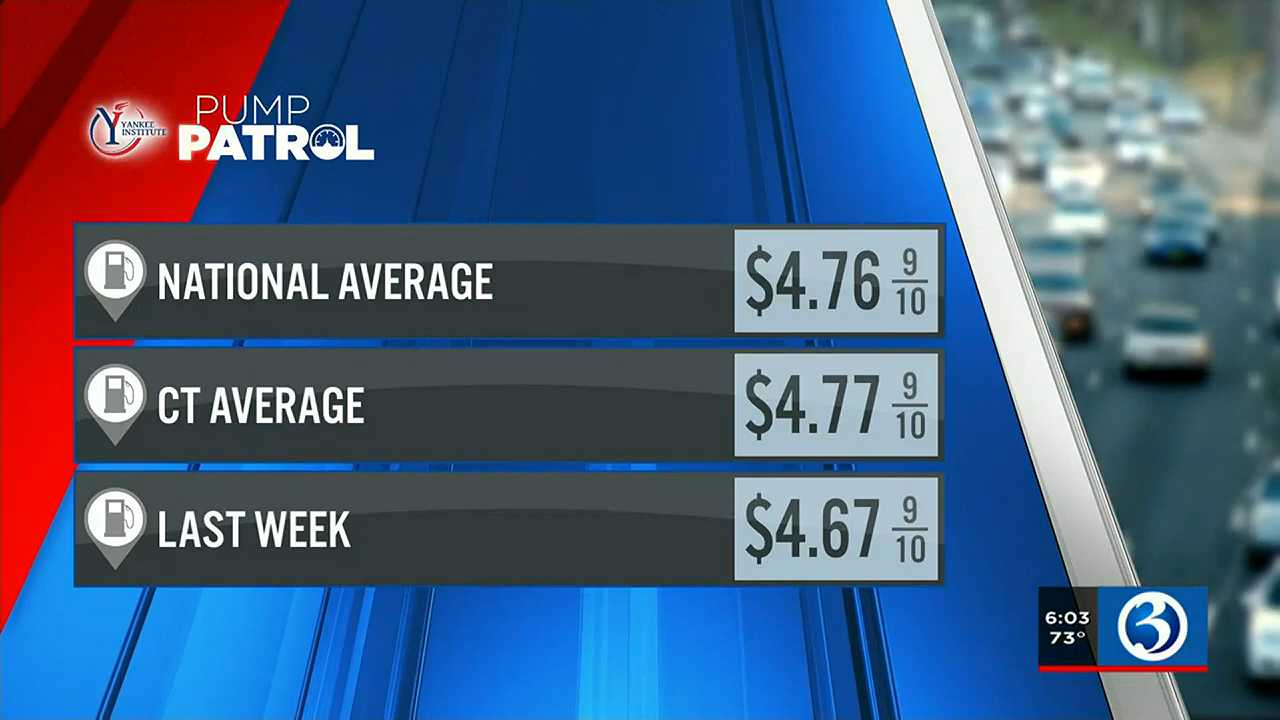 YANKEE
INSTITUTE
PUMP
PATROL
NATIONAL AVERAGE $4.76 9/10
CT AVERAGE $4.77 9/10
LAST WEEK $4.67 9/10
6:03
73°
3